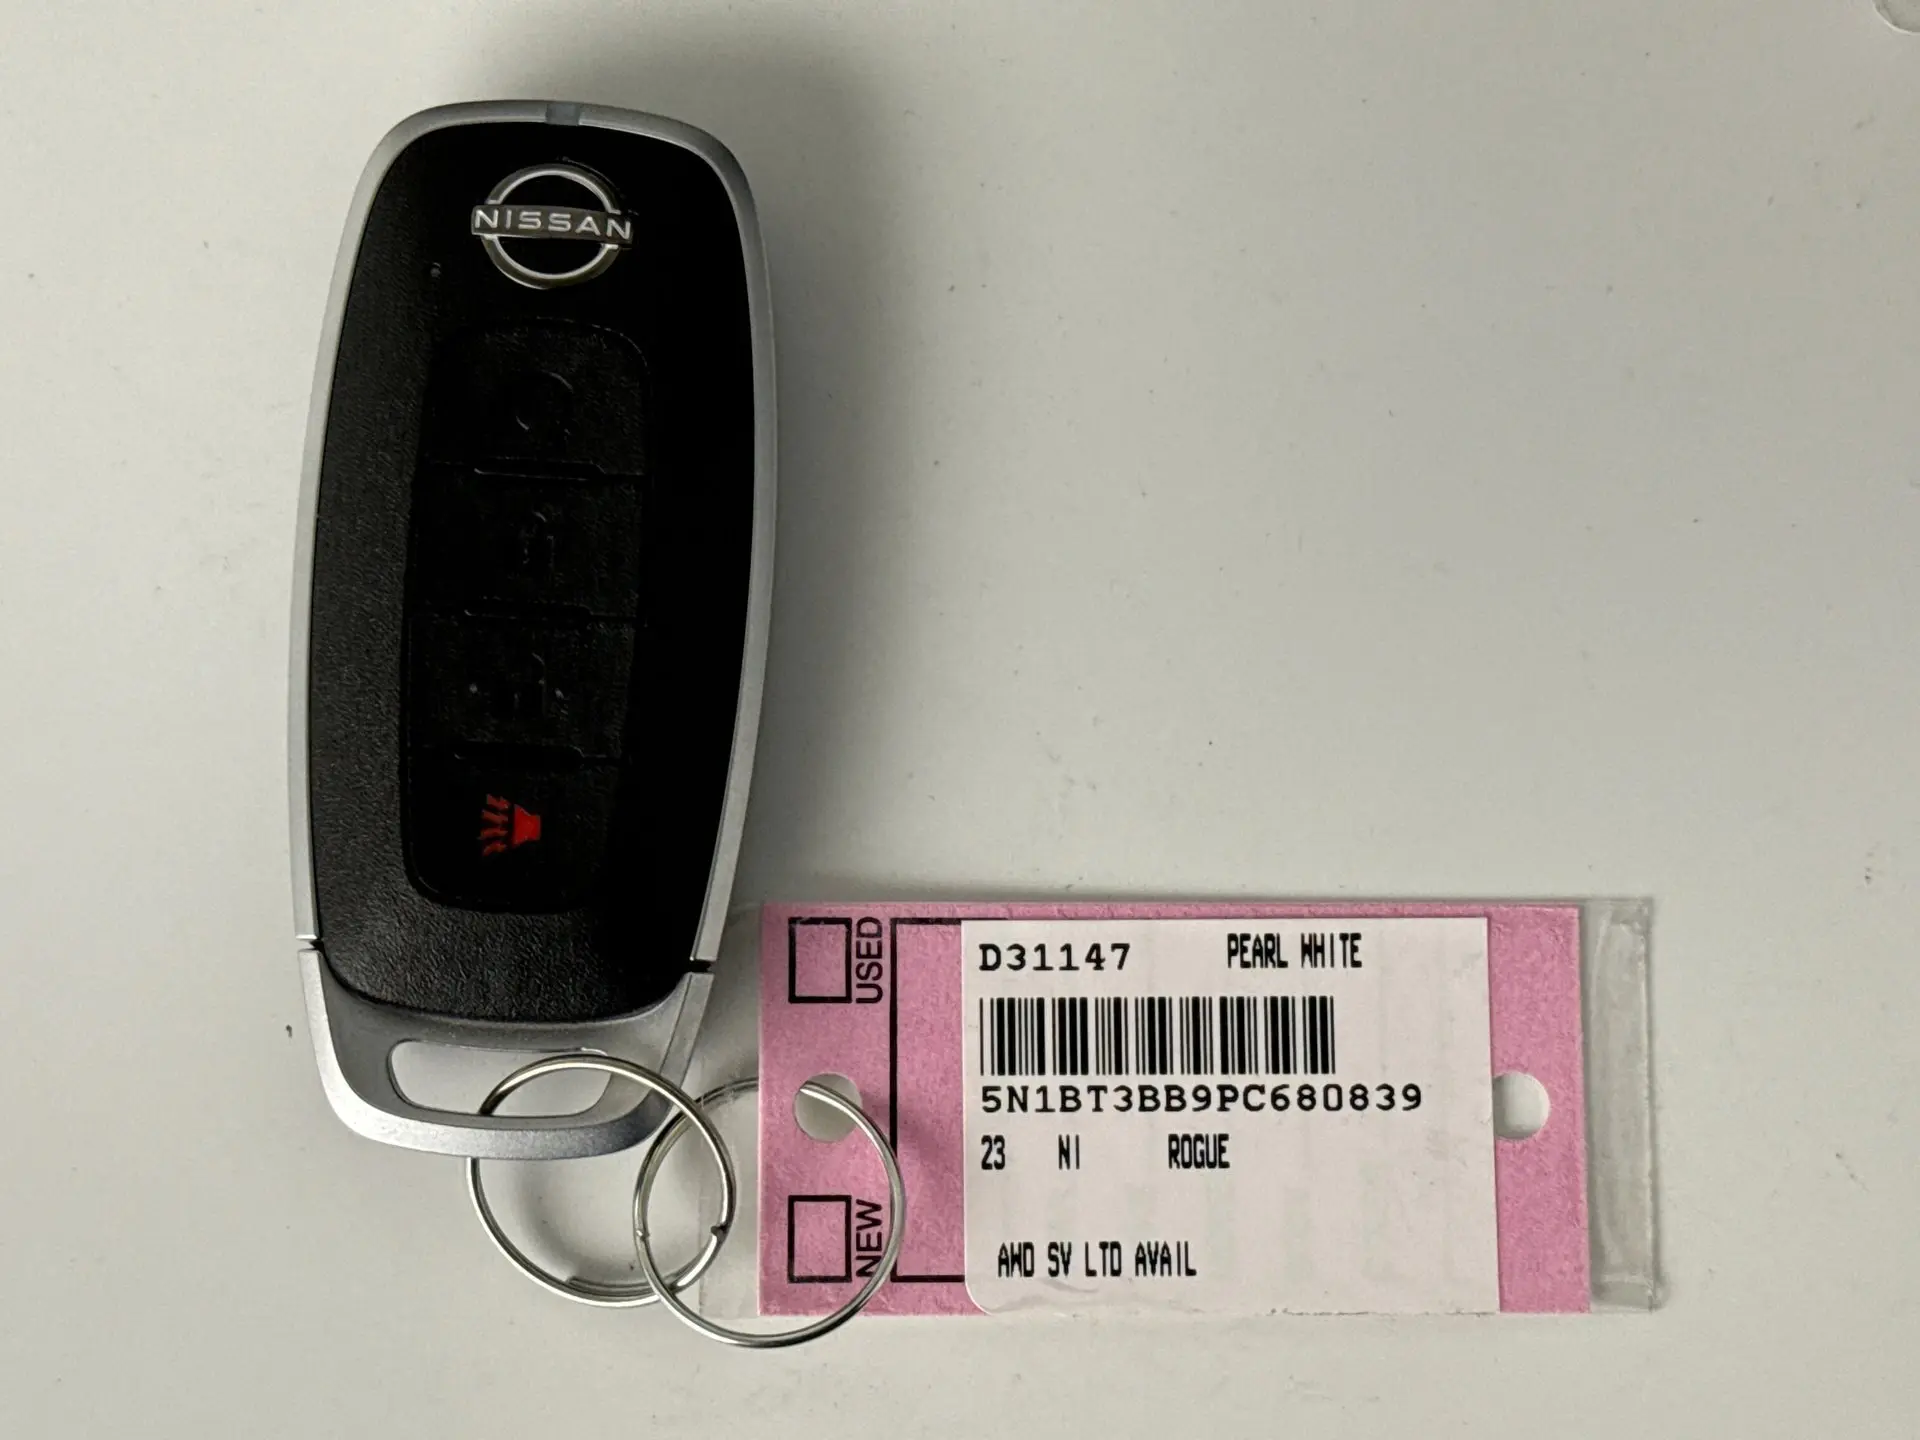 NISSAN
USED
NEW
D31147 PEARL WHITE
5N1BT3BB9PC680839
23 NI ROGUE
AWD SV LTD AVAIL